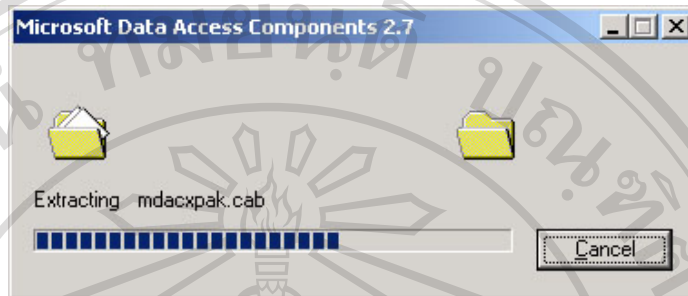 Microsoft Data Access Components 2.7
Extracting mdacxpak.cab
Cancel